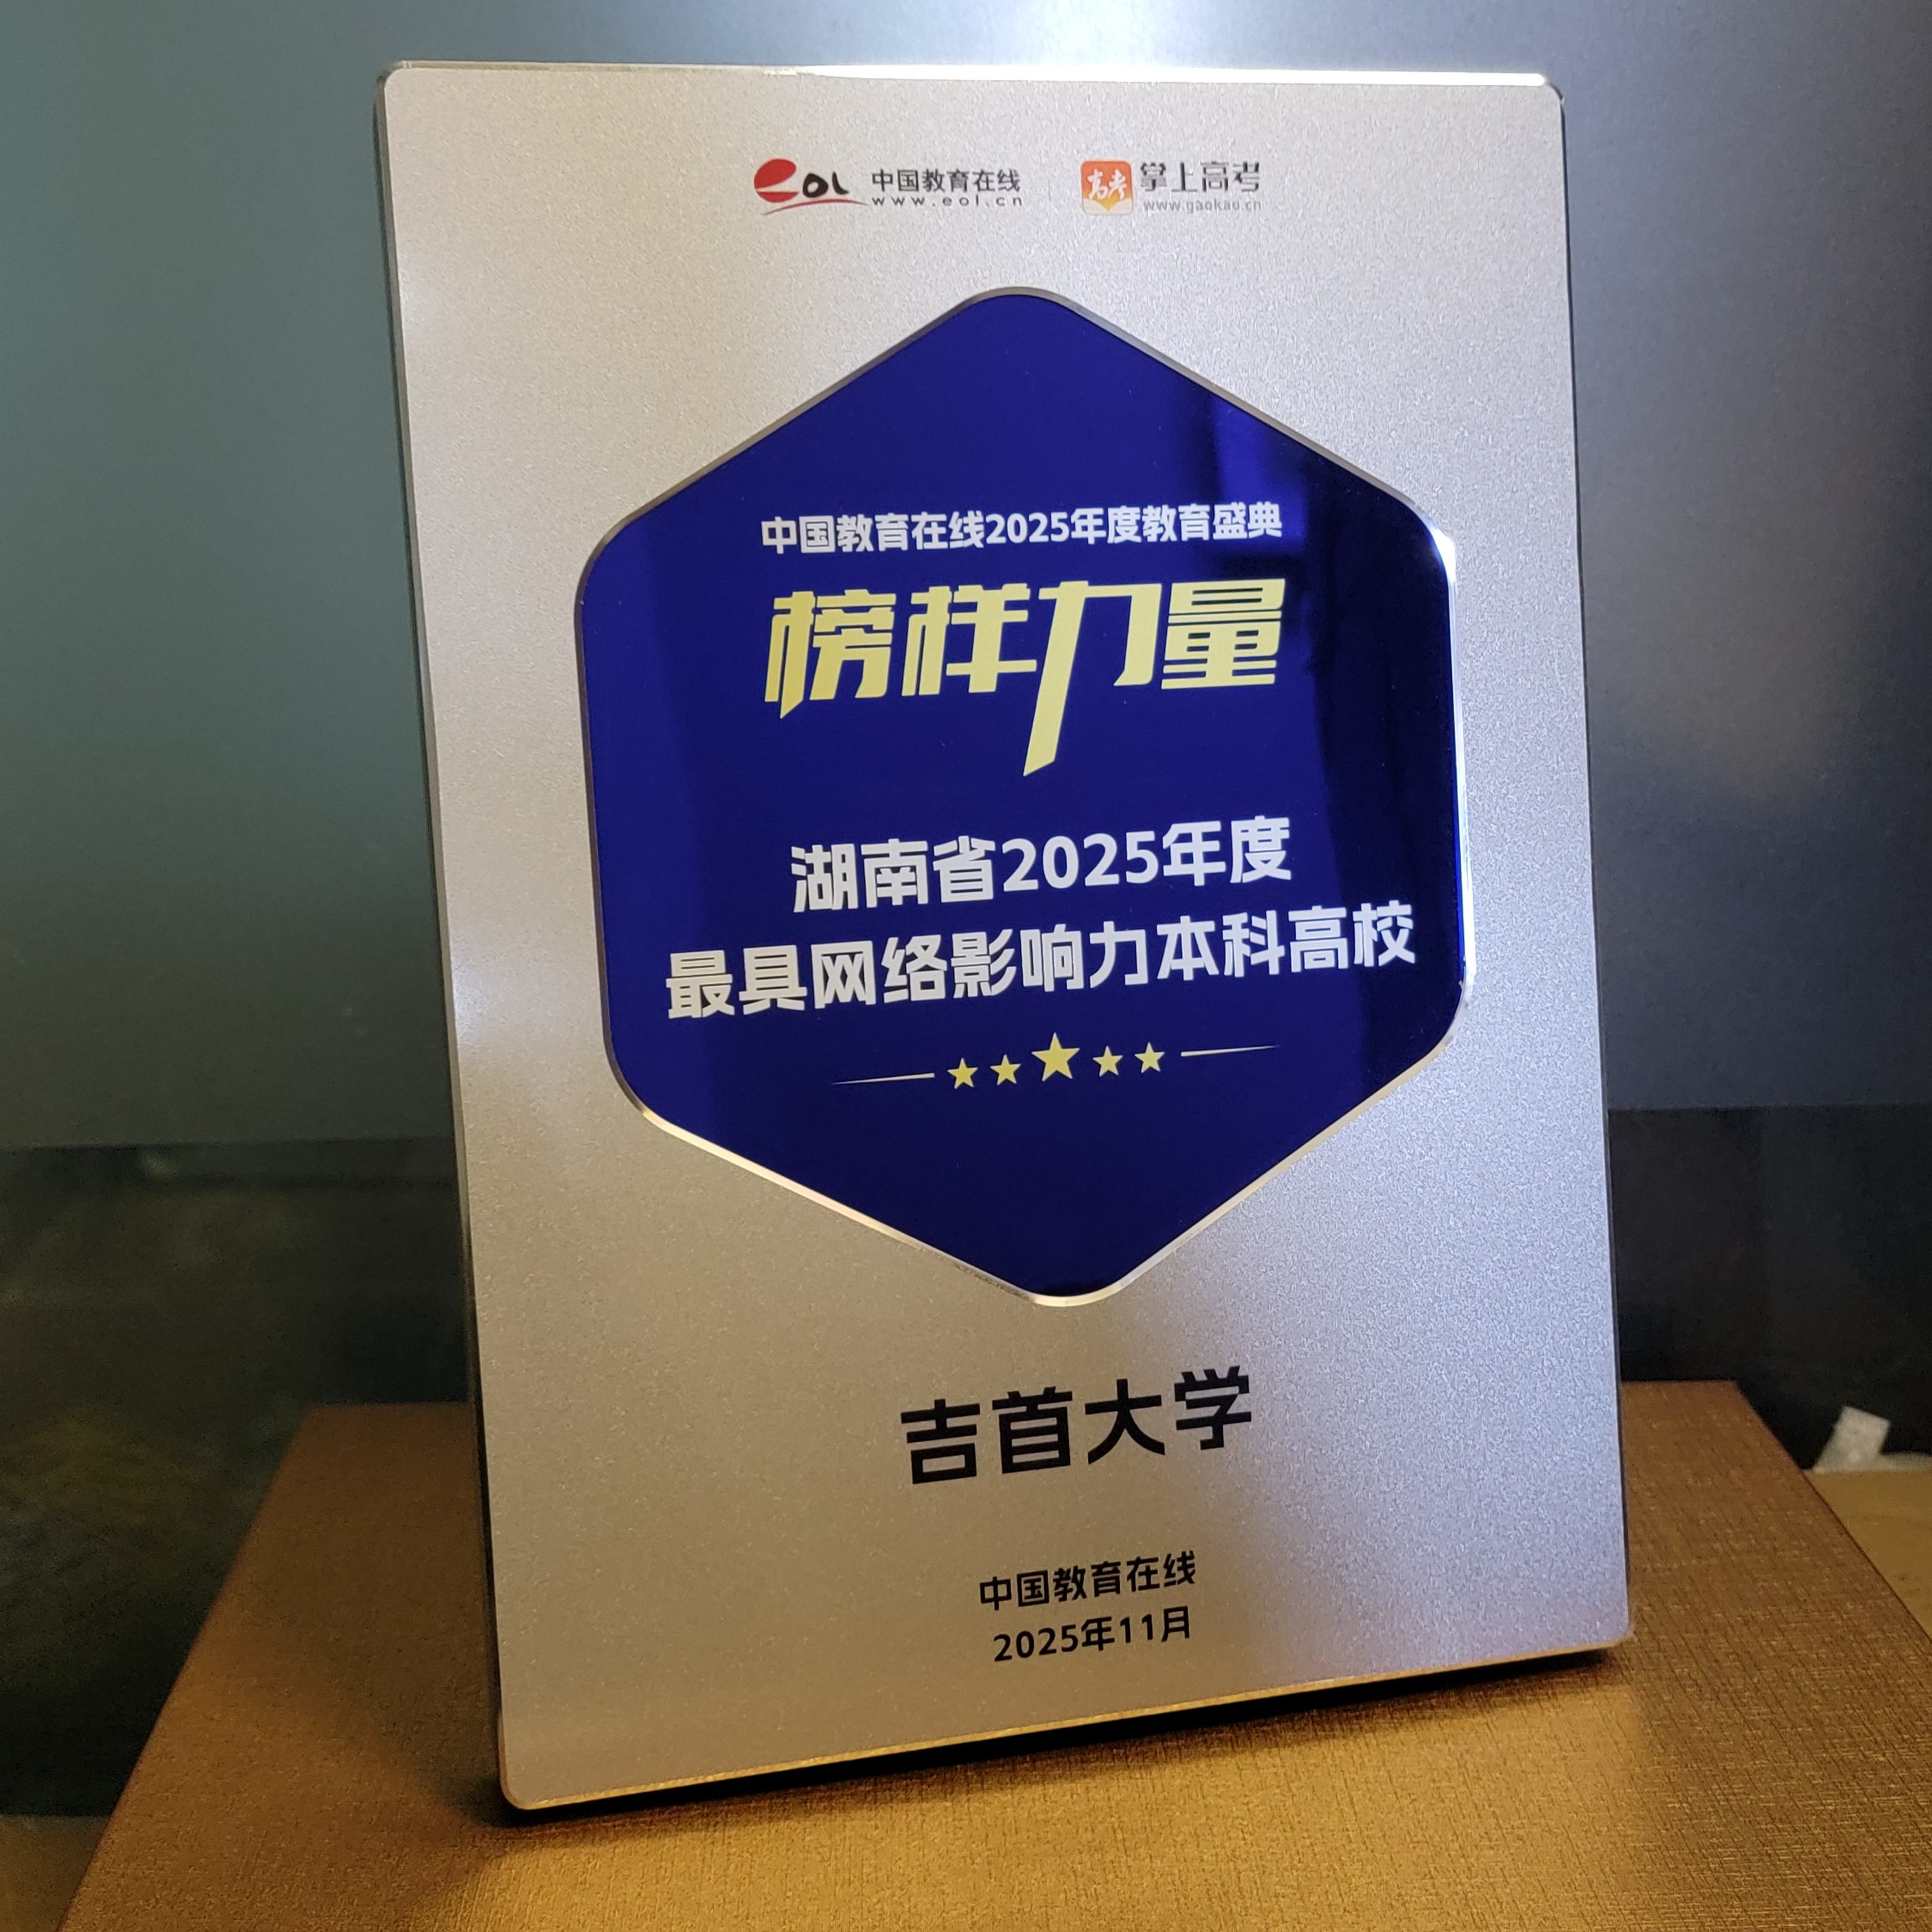 eol 中国教育在线 高考 掌上高考
www.eol.cn www.gaokao.cn
中国教育在线2025年度教育盛典
榜样力量
湖南省2025年度
最具网络影响力本科高校
吉首大学
中国教育在线
2025年11月